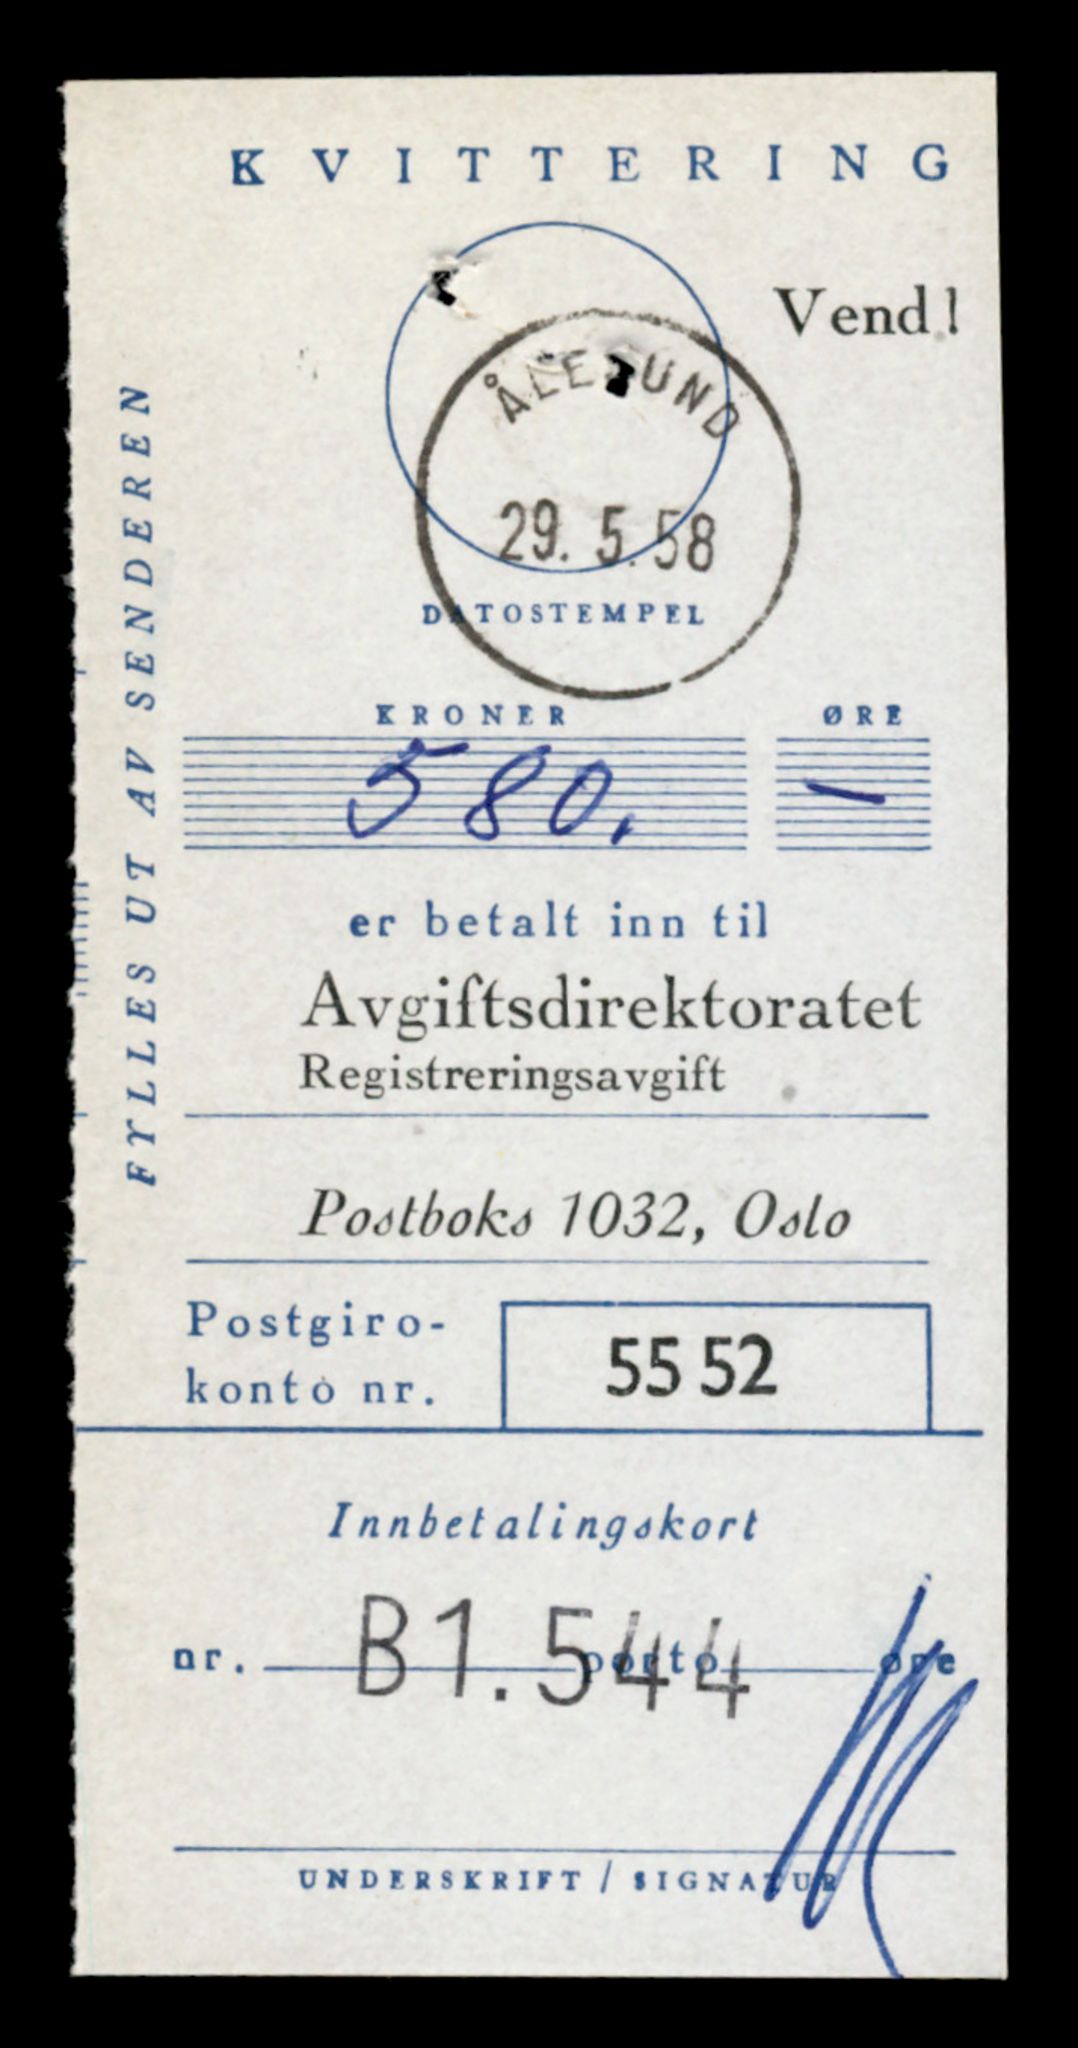 KVITTERING
Vend!
ÅLESUND
29. 5. 58
DATOSTEMPEL
FYLLES UT AV SENDEREN
KRONER ØRE
580, —
er betalt inn til
Avgiftsdirektoratet
Registreringsavgift
Postboks 1032, Oslo
Postgiro-
konto nr.
55 52
Innbetalingskort
nr. B1.544 porto øre
UNDERSKRIFT / SIGNATUR